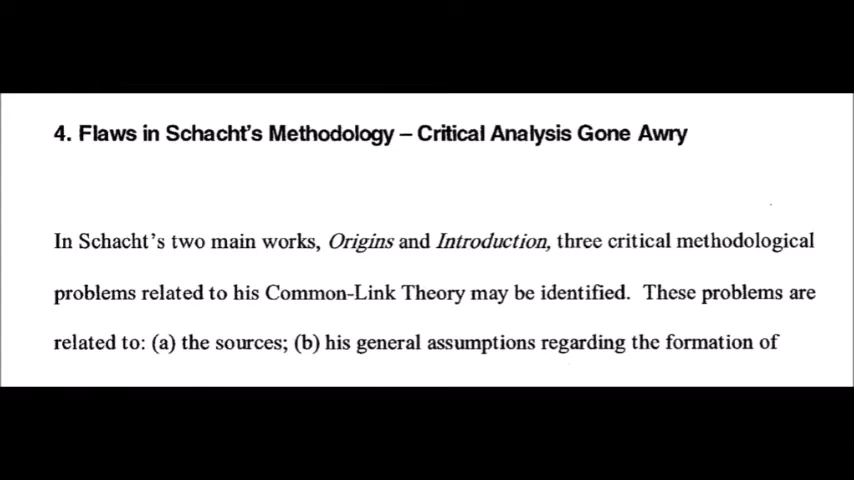 4. Flaws in Schacht's Methodology – Critical Analysis Gone Awry
In Schacht's two main works, Origins and Introduction, three critical methodological
problems related to his Common-Link Theory may be identified. These problems are
related to: (a) the sources; (b) his general assumptions regarding the formation of